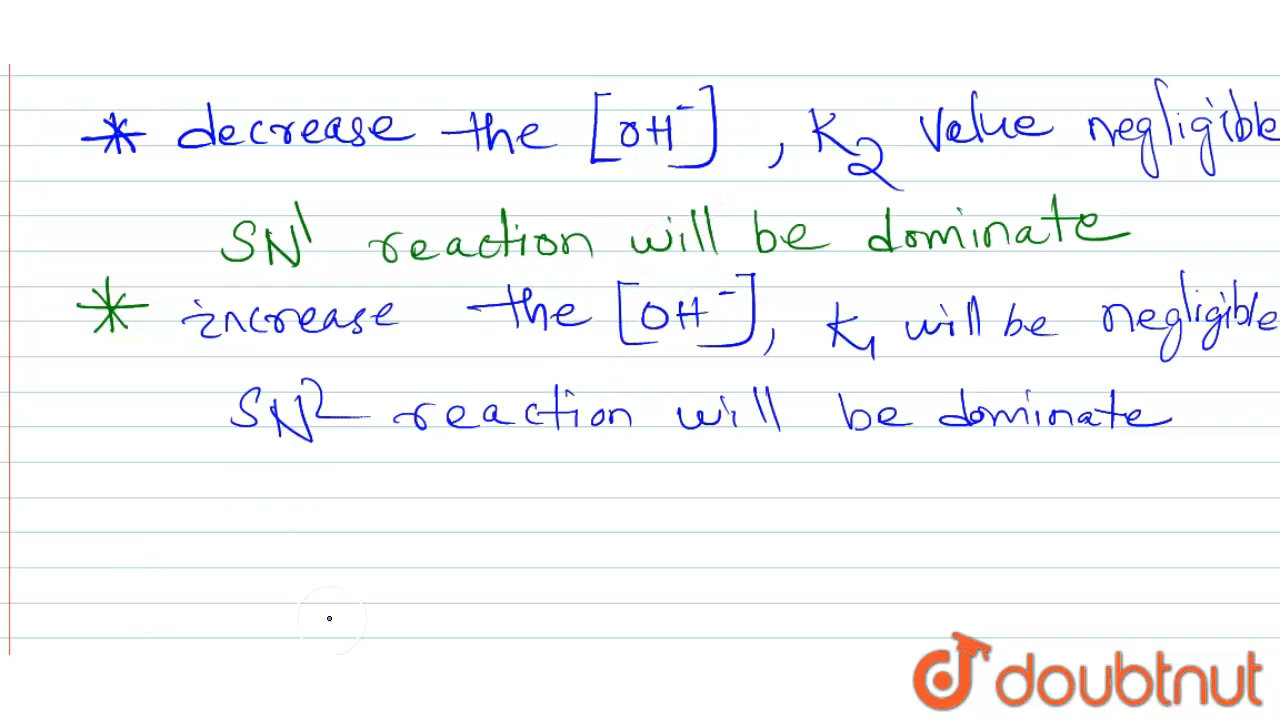 * decrease the [OH⁻], K₂ value negligible
SN¹ reaction will be dominate
* increase the [OH⁻], K₁ will be negligible
SN² reaction will be dominate
doubtnut